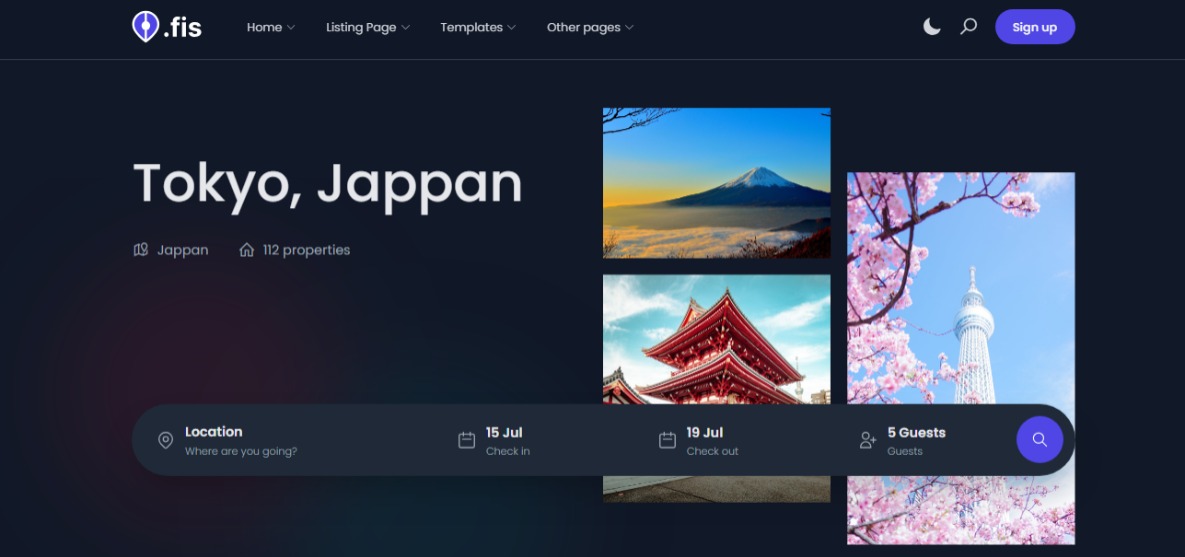 .fis
Home Listing Page Templates Other pages Sign up
Tokyo, Jappan
Jappan 112 properties
Location 15 Jul 19 Jul 5 Guests
Where are you going? Check in Check out Guests